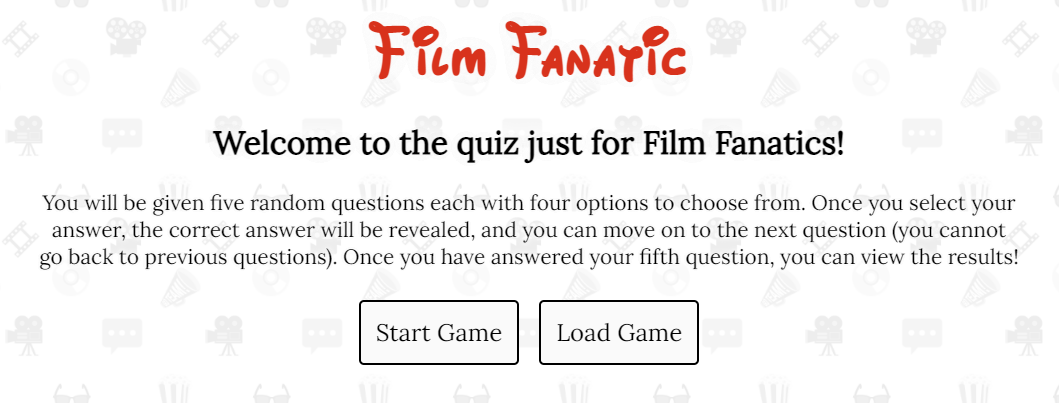 Film Fanatic
Welcome to the quiz just for Film Fanatics!
You will be given five random questions each with four options to choose from. Once you select your
answer, the correct answer will be revealed, and you can move on to the next question (you cannot
go back to previous questions). Once you have answered your fifth question, you can view the results!
Start Game
Load Game